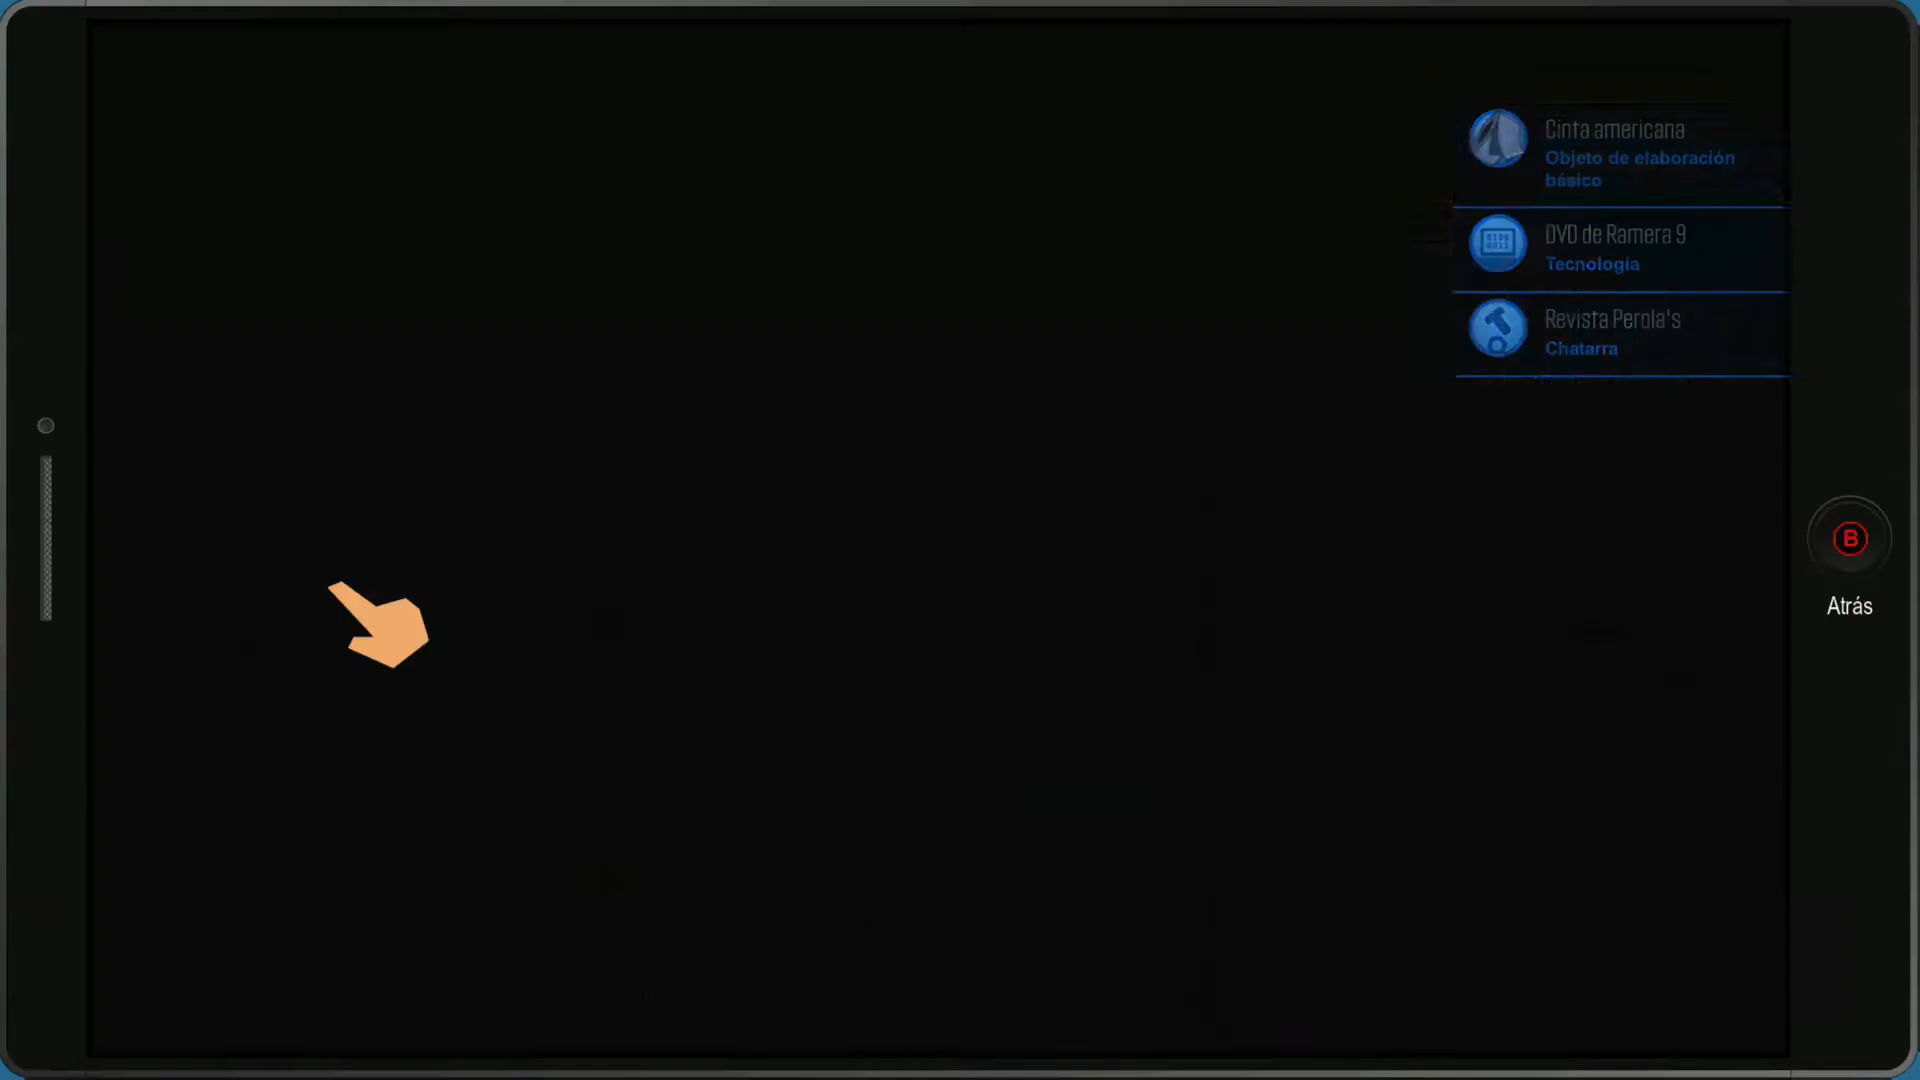 Cinta americana
Objeto de elaboración
básico
DVD de Ramera 9
Tecnología
Revista Perola's
Chatarra
B
Atrás